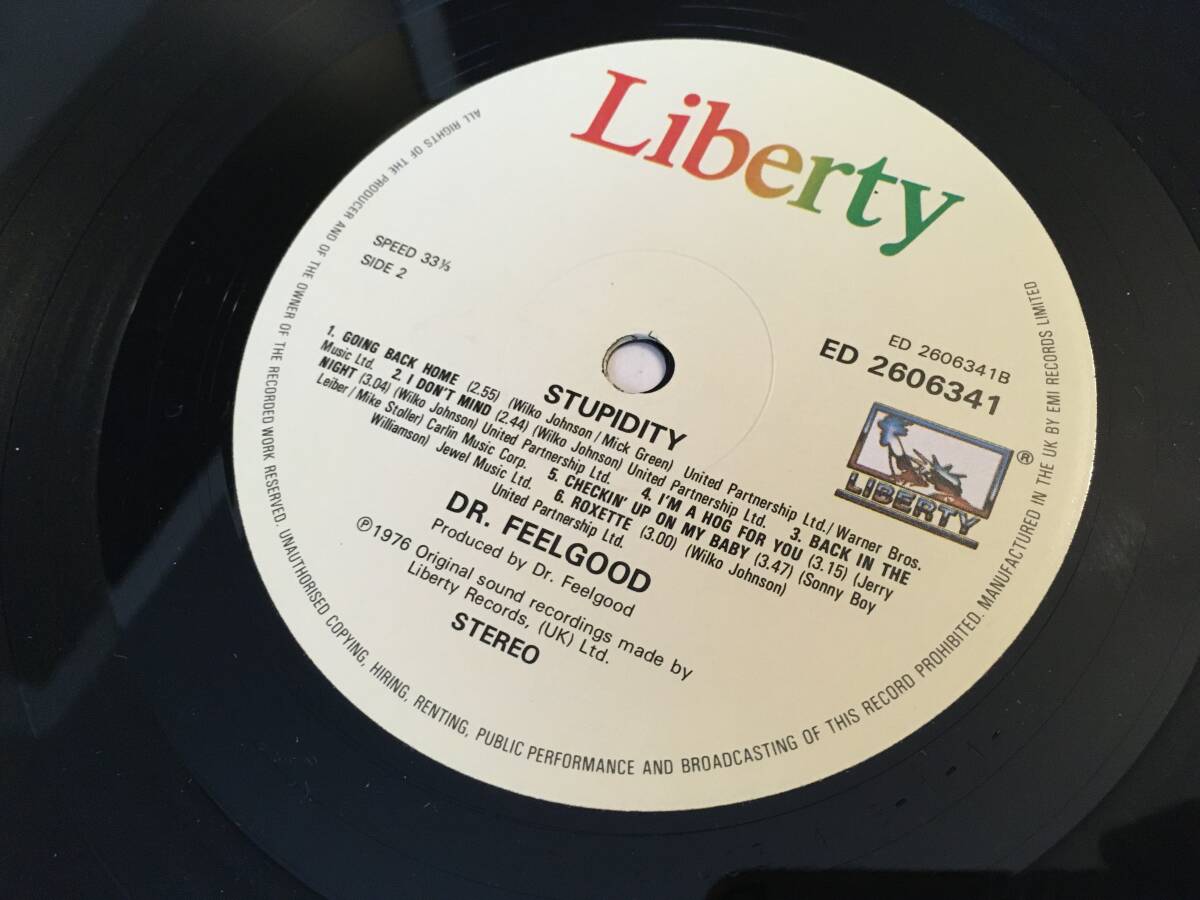 Liberty
SPEED 33⅓
SIDE 2
ED 2606341B
ED 2606341
LIBERTY
®
STUPIDITY
1. GOING BACK HOME (2.55) (Wilko Johnson/Mick Green) United Partnership Ltd./Warner Bros.
Music Ltd. 2. I DON'T MIND (2.44) (Wilko Johnson) United Partnership Ltd. 3. BACK IN THE
NIGHT (3.04) (Wilko Johnson) United Partnership Ltd. 4. I'M A HOG FOR YOU (3.15) (Jerry
Leiber/Mike Stoller) Carlin Music Corp. 5. CHECKIN' UP ON MY BABY (3.47) (Sonny Boy
Williamson) Jewel Music Ltd. 6. ROXETTE (3.00) (Wilko Johnson)
United Partnership Ltd.
DR. FEELGOOD
Produced by Dr. Feelgood
℗1976 Original sound recordings made by
Liberty Records, (UK) Ltd.
STEREO
ALL RIGHTS OF THE PRODUCER AND OF THE OWNER OF THE RECORDED WORK RESERVED. UNAUTHORISED COPYING, HIRING, RENTING, PUBLIC PERFORMANCE AND BROADCASTING OF THIS RECORD PROHIBITED. MANUFACTURED IN THE UK BY EMI RECORDS LIMITED